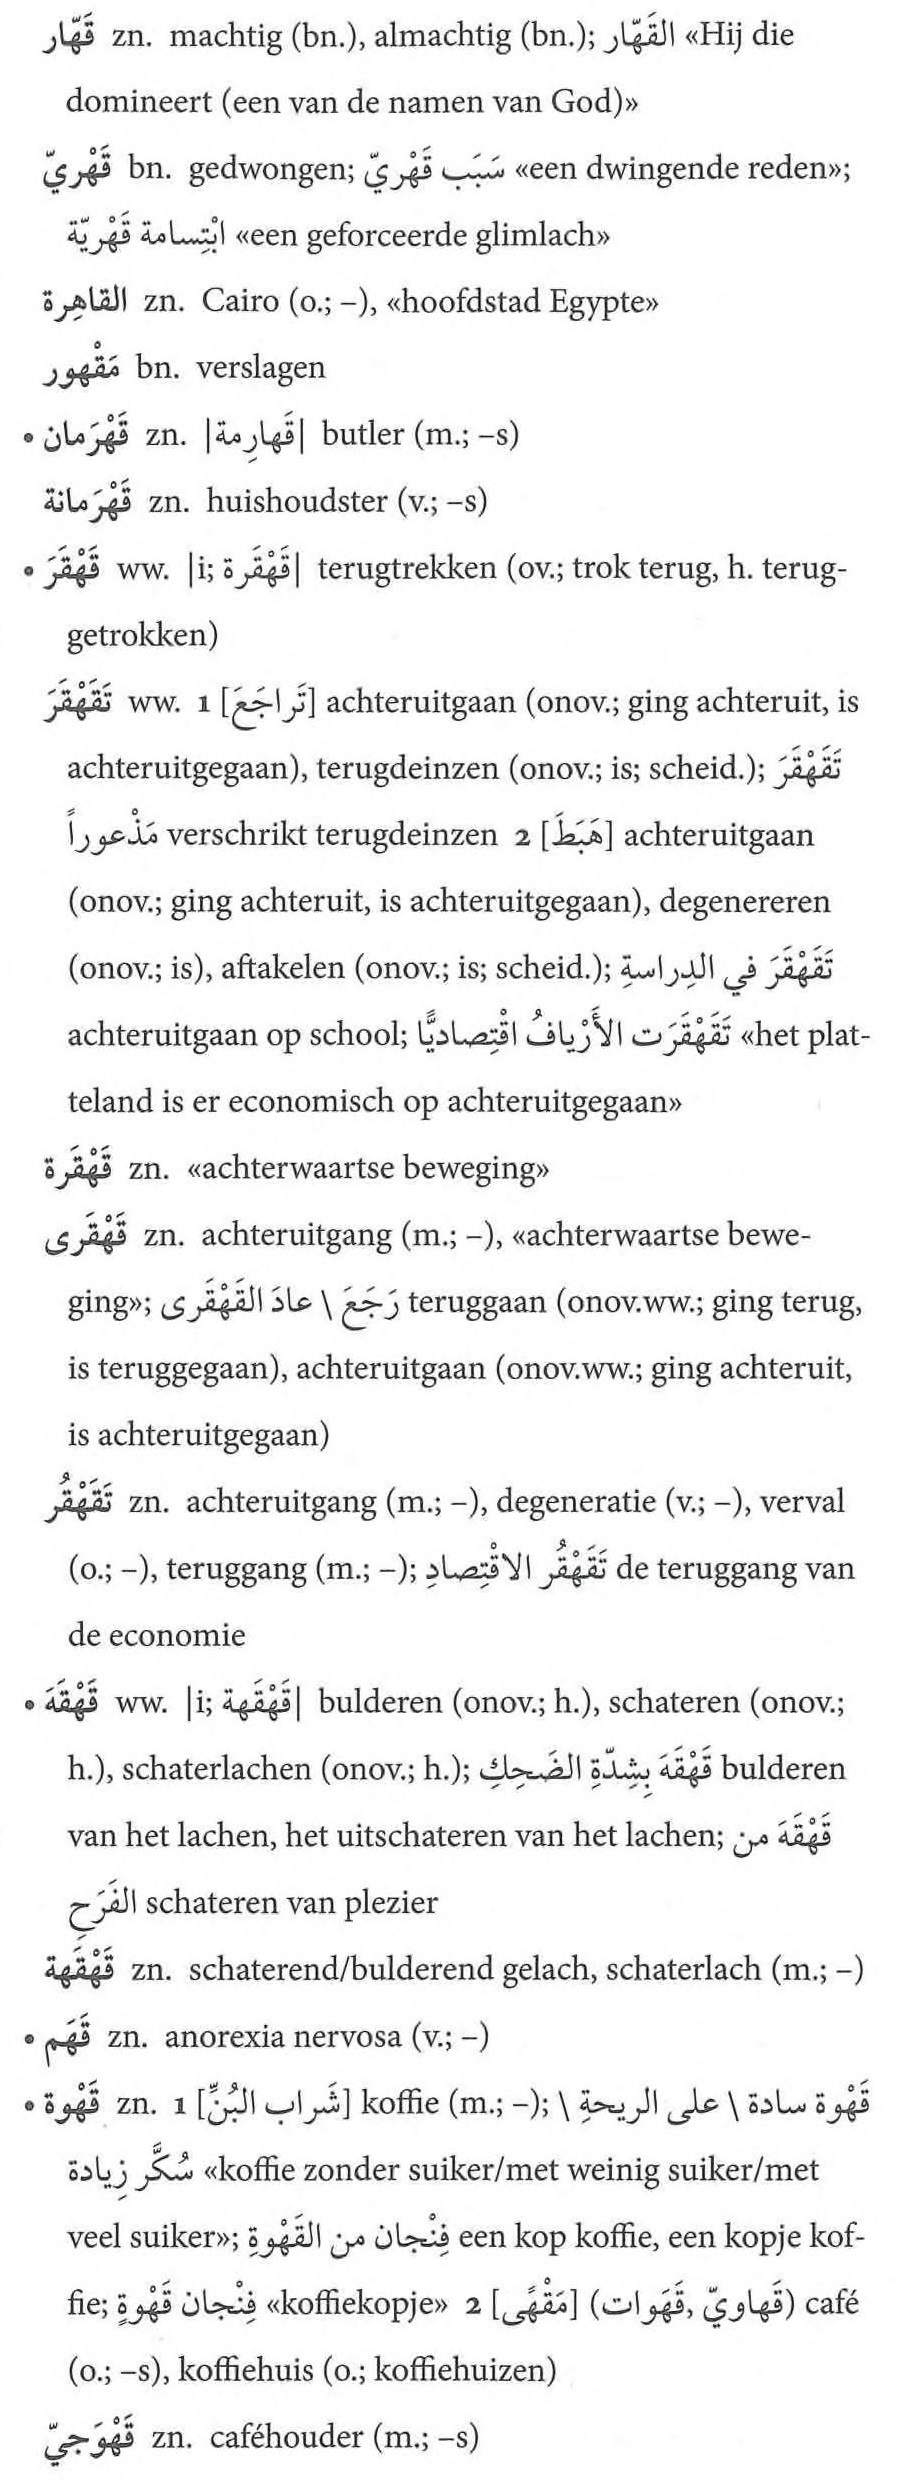 قَهّار zn. machtig (bn.), almachtig (bn.); القَهّار «Hij die
domineert (een van de namen van God)»
قَهْريّ bn. gedwongen; سَبَب قَهْريّ «een dwingende reden»;
ابْتِسامة قَهْريّة «een geforceerde glimlach»
القاهِرة zn. Cairo (o.; –), «hoofdstad Egypte»
مَقْهور bn. verslagen
• قَهْرَمان zn. |قَهارِمة| butler (m.; –s)
قَهْرَمانة zn. huishoudster (v.; –s)
• قَهْقَرَ ww. |i; قَهْقَرة| terugtrekken (ov.; trok terug, h. terug-
getrokken)
تَقَهْقَرَ ww. 1 [تَراجَعَ] achteruitgaan (onov.; ging achteruit, is
achteruitgegaan), terugdeinzen (onov.; is; scheid.); تَقَهْقَرَ
مَذْعوراً verschrikt terugdeinzen 2 [هَبَطَ] achteruitgaan
(onov.; ging achteruit, is achteruitgegaan), degenereren
(onov.; is), aftakelen (onov.; is; scheid.); تَقَهْقَرَ في الدِراسةِ
achteruitgaan op school; تَقَهْقَرَت الأَرْيافُ اقْتِصاديًّا «het plat-
teland is er economisch op achteruitgegaan»
قَهْقَرة zn. «achterwaartse beweging»
قَهْقَرى zn. achteruitgang (m.; –), «achterwaartse bewe-
ging»; رَجَعَ \ عادَ القَهْقَرى teruggaan (onov.ww.; ging terug,
is teruggegaan), achteruitgaan (onov.ww.; ging achteruit,
is achteruitgegaan)
تَقَهْقُر zn. achteruitgang (m.; –), degeneratie (v.; –), verval
(o.; –), teruggang (m.; –); تَقَهْقُر الاقْتِصادِ de teruggang van
de economie
• قَهْقَهَ ww. |i; قَهْقَهة| bulderen (onov.; h.), schateren (onov.;
h.), schaterlachen (onov.; h.); قَهْقَهَ بِشِدّةِ الضَحِكِ bulderen
van het lachen, het uitschateren van het lachen; قَهْقَهَ من
الفَرَحِ schateren van plezier
قَهْقَهة zn. schaterend/bulderend gelach, schaterlach (m.; –)
• قَهَم zn. anorexia nervosa (v.; –)
• قَهْوة zn. 1 [شَراب البُنِّ] koffie (m.; –); قَهْوة سادة \ على الريحةِ \
سُكَّر زِيادة «koffie zonder suiker/met weinig suiker/met
veel suiker»; فِنْجان من القَهْوةِ een kop koffie, een kopje kof-
fie; فِنْجان قَهْوةٍ «koffiekopje» 2 [مَقْهًى] (قَهاويّ, قَهَوات) café
(o.; –s), koffiehuis (o.; koffiehuizen)
قَهْوَجيّ zn. caféhouder (m.; –s)